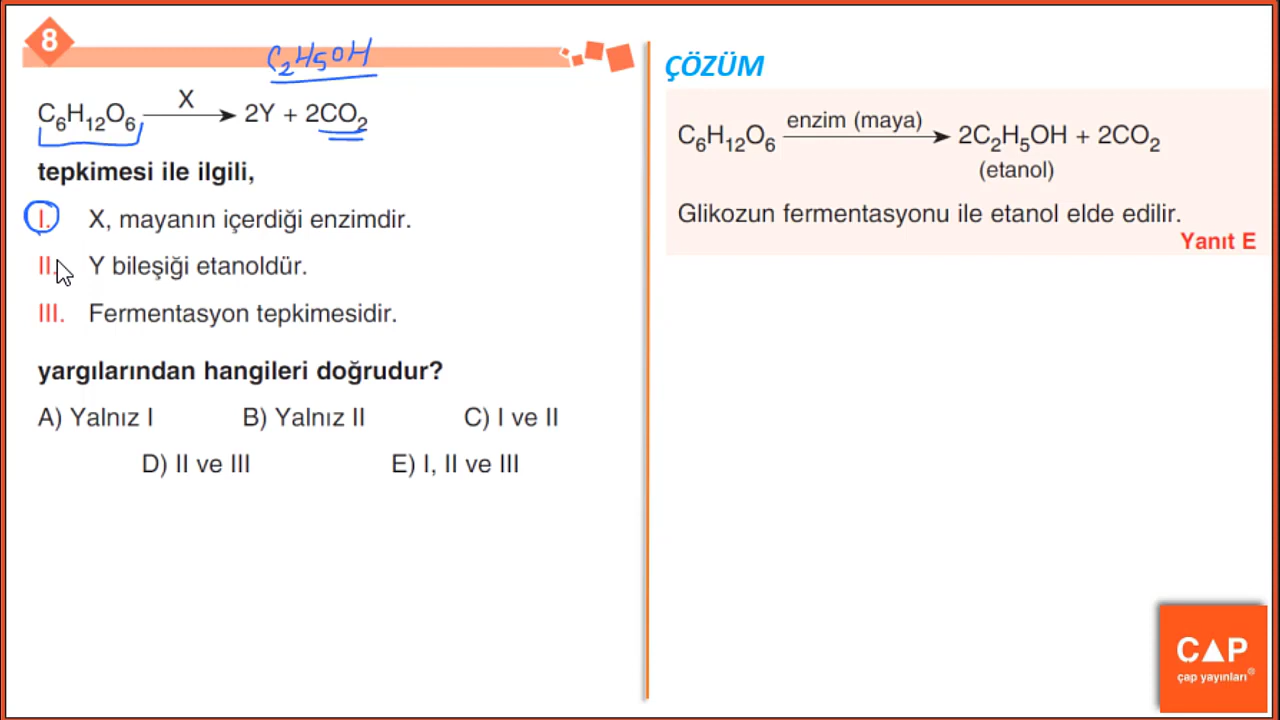 8
C₂H₅OH
C₆H₁₂O₆ —X→ 2Y + 2CO₂
tepkimesi ile ilgili,
I. X, mayanın içerdiği enzimdir.
II. Y bileşiği etanoldür.
III. Fermentasyon tepkimesidir.
yargılarından hangileri doğrudur?
A) Yalnız I B) Yalnız II C) I ve II
D) II ve III E) I, II ve III
ÇÖZÜM
C₆H₁₂O₆ —enzim (maya)→ 2C₂H₅OH + 2CO₂
(etanol)
Glikozun fermentasyonu ile etanol elde edilir.
Yanıt E
ÇAP
çap yayınları®